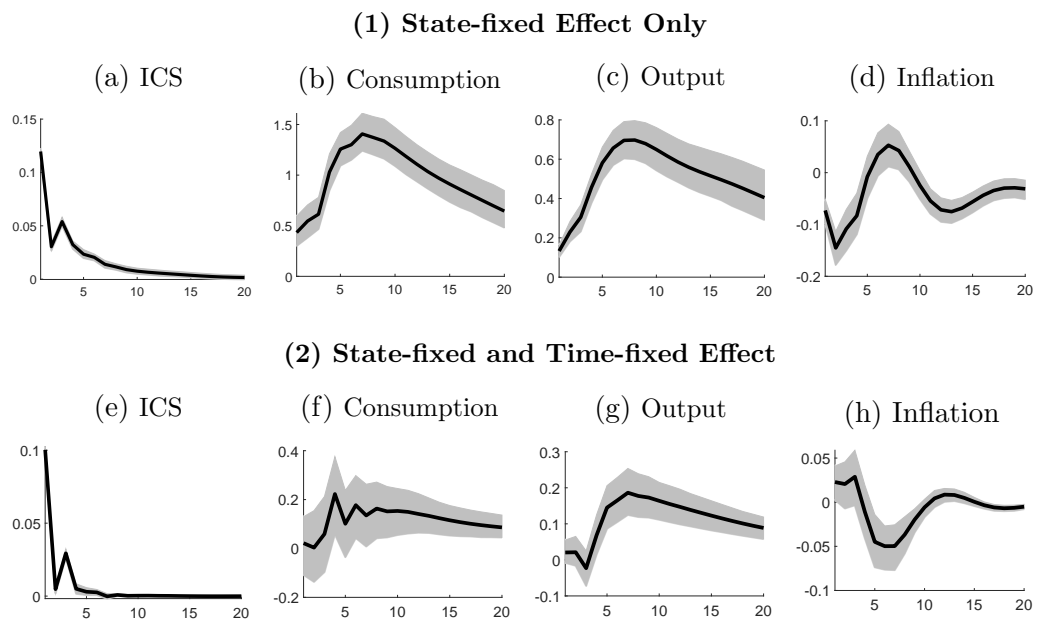 (1) State-fixed Effect Only
(a) ICS
(b) Consumption
(c) Output
(d) Inflation
0.15
0.1
0.05
0
5 10 15 20
1.5
1
0.5
0
5 10 15 20
0.8
0.6
0.4
0.2
0
5 10 15 20
0.1
0
-0.1
-0.2
5 10 15 20
(2) State-fixed and Time-fixed Effect
(e) ICS
(f) Consumption
(g) Output
(h) Inflation
0.1
0.05
0
5 10 15 20
0.4
0.2
0
-0.2
5 10 15 20
0.3
0.2
0.1
0
-0.1
5 10 15 20
0.05
0
-0.05
-0.1
5 10 15 20